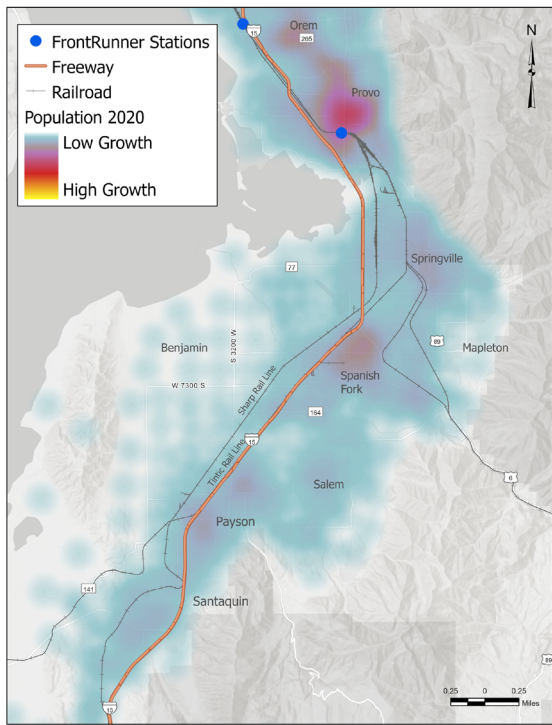 FrontRunner Stations
Freeway
Railroad
Population 2020
Low Growth
High Growth
15
Orem
265
N
Provo
77
Springville
S 3200 W
Benjamin
89
Mapleton
W 7300 S
Sharp Rail Line
Spanish
Fork
164
15
Tintic Rail Line
Salem
6
Payson
141
Santaquin
89
15
0.25 0 0.25
Miles